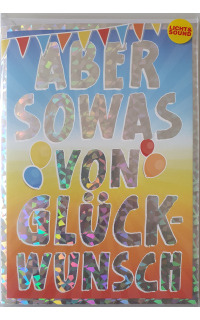 LICHT&
SOUND
ABER
SOWAS
VON
GLÜCK-
WUNSCH